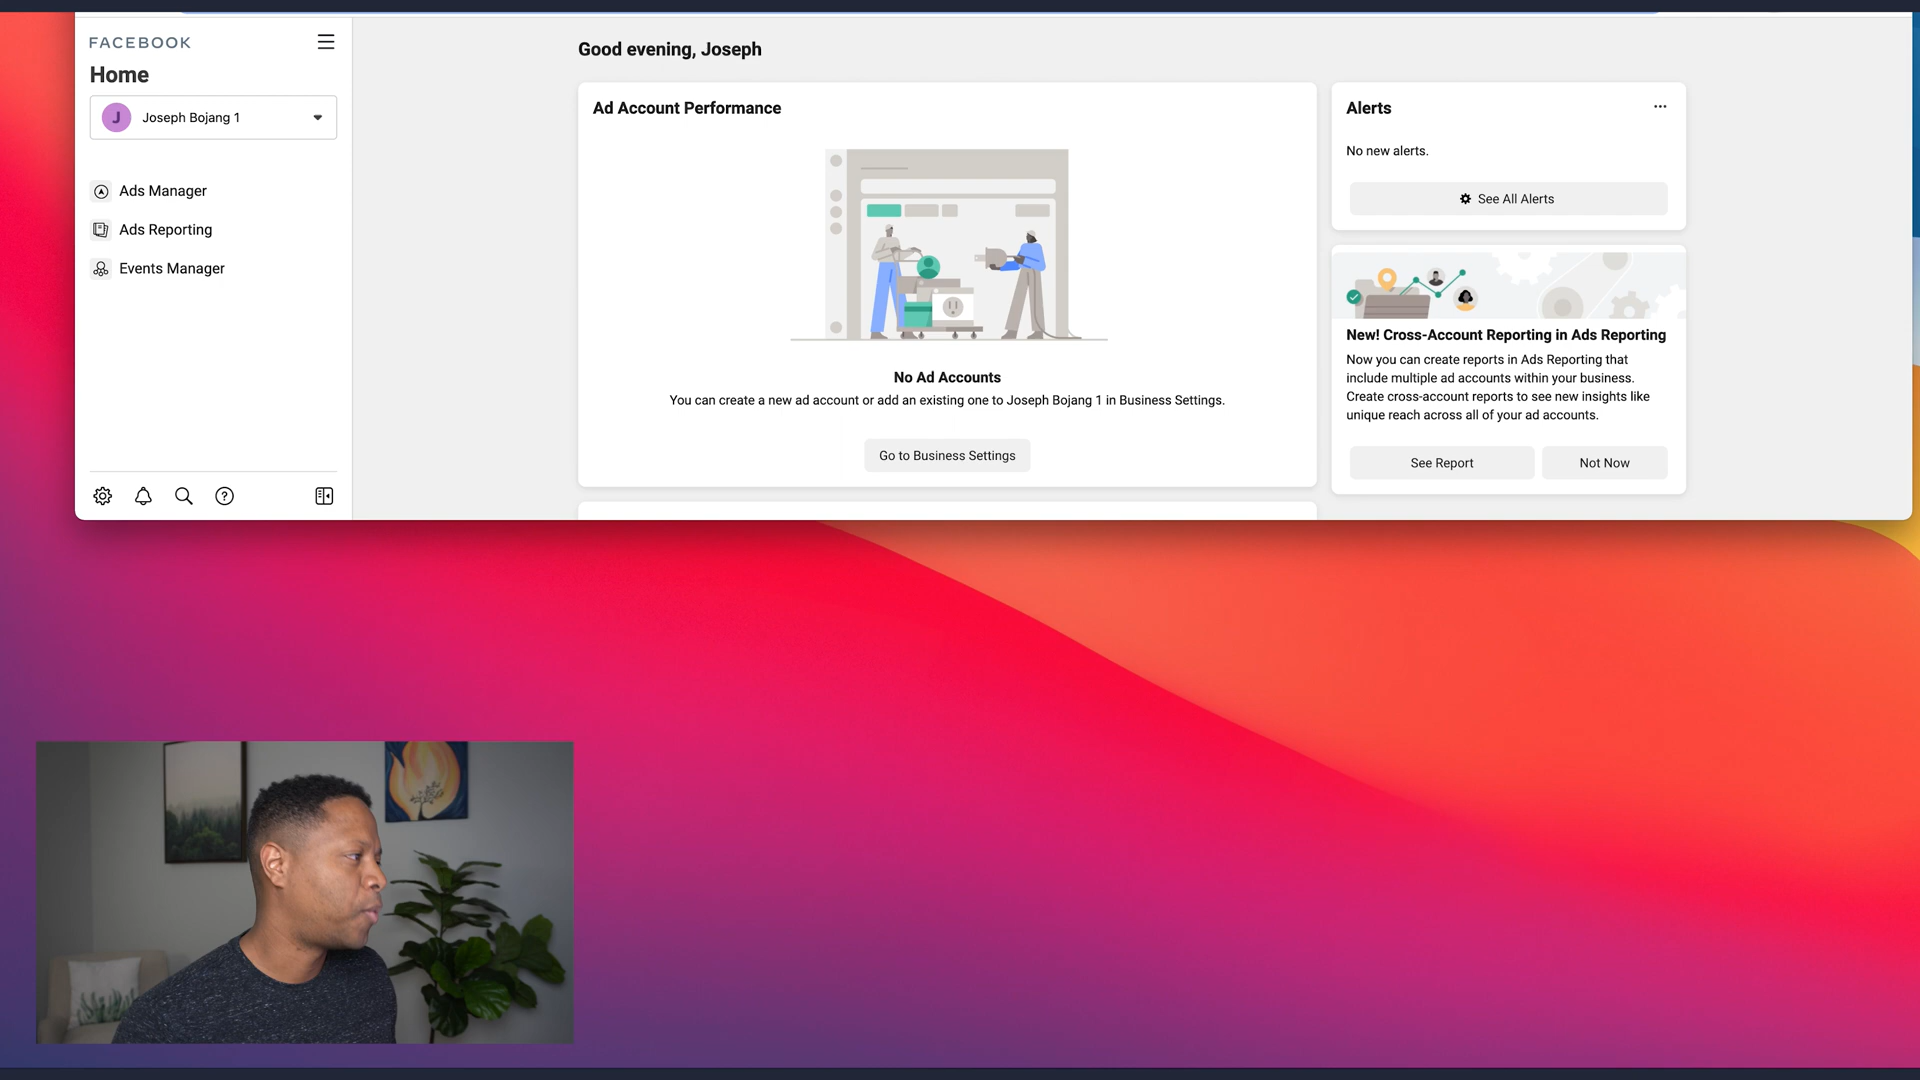 FACEBOOK
Home
J
Joseph Bojang 1
Ads Manager
Ads Reporting
Events Manager
Good evening, Joseph
Ad Account Performance
No Ad Accounts
You can create a new ad account or add an existing one to Joseph Bojang 1 in Business Settings.
Go to Business Settings
Alerts
No new alerts.
See All Alerts
New! Cross-Account Reporting in Ads Reporting
Now you can create reports in Ads Reporting that
include multiple ad accounts within your business.
Create cross-account reports to see new insights like
unique reach across all of your ad accounts.
See Report
Not Now